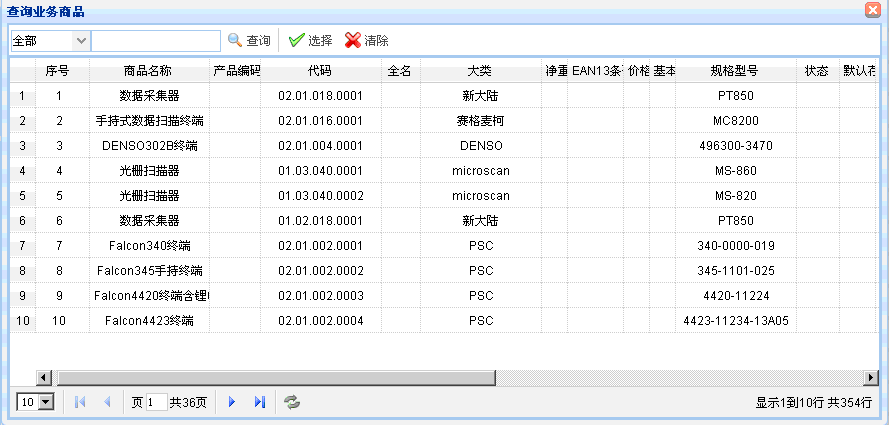 查询业务商品
全部 查询 选择 清除
序号 商品名称 产品编码 代码 全名 大类 净重 EAN13条 价格 基本 规格型号 状态 默认
1 1 数据采集器 02.01.018.0001 新大陆 PT850
2 2 手持式数据扫描终端 02.01.016.0001 赛格麦柯 MC8200
3 3 DENSO302B终端 02.01.004.0001 DENSO 496300-3470
4 4 光栅扫描器 01.03.040.0001 microscan MS-860
5 5 光栅扫描器 01.03.040.0002 microscan MS-820
6 6 数据采集器 01.02.018.0001 新大陆 PT850
7 7 Falcon340终端 02.01.002.0001 PSC 340-0000-019
8 8 Falcon345手持终端 02.01.002.0002 PSC 345-1101-025
9 9 Falcon4420终端含锂 02.01.002.0003 PSC 4420-11224
10 10 Falcon4423终端 02.01.002.0004 PSC 4423-11234-13A05
10 页 1 共36页 显示1到10行 共354行